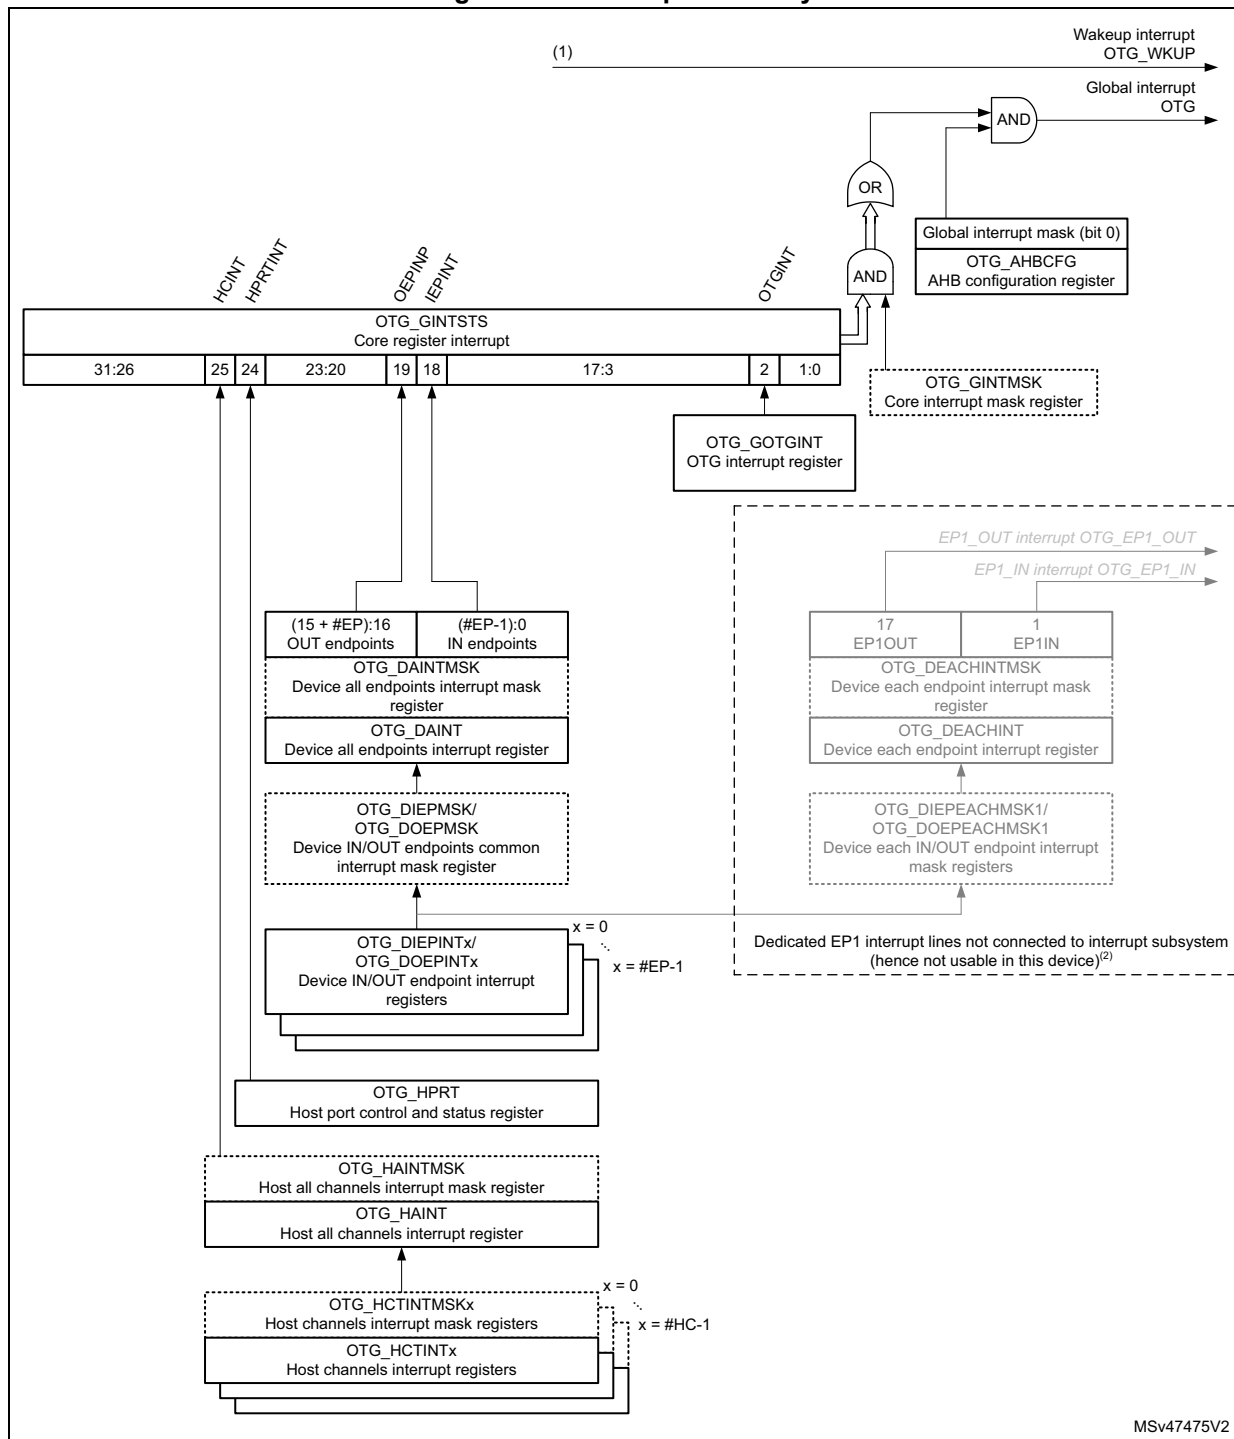 Wakeup interrupt
OTG_WKUP
(1)
Global interrupt
OTG
AND
OR
Global interrupt mask (bit 0)
OTG_AHBCFG
AHB configuration register
AND
HCINT
HPRTINT
OEPINP
IEPINT
OTGINT
OTG_GINTSTS
Core register interrupt
31:26 25 24 23:20 19 18 17:3 2 1:0
OTG_GINTMSK
Core interrupt mask register
OTG_GOTGINT
OTG interrupt register
EP1_OUT interrupt OTG_EP1_OUT
EP1_IN interrupt OTG_EP1_IN
(15 + #EP):16
OUT endpoints
(#EP-1):0
IN endpoints
OTG_DAINTMSK
Device all endpoints interrupt mask
register
OTG_DAINT
Device all endpoints interrupt register
17
EP1OUT
1
EP1IN
OTG_DEACHINTMSK
Device each endpoint interrupt mask
register
OTG_DEACHINT
Device each endpoint interrupt register
OTG_DIEPMSK/
OTG_DOEPMSK
Device IN/OUT endpoints common
interrupt mask register
OTG_DIEPEACHMSK1/
OTG_DOEPEACHMSK1
Device each IN/OUT endpoint interrupt
mask registers
x = 0
x = #EP-1
OTG_DIEPINTx/
OTG_DOEPINTx
Device IN/OUT endpoint interrupt
registers
Dedicated EP1 interrupt lines not connected to interrupt subsystem
(hence not usable in this device)(2)
OTG_HPRT
Host port control and status register
OTG_HAINTMSK
Host all channels interrupt mask register
OTG_HAINT
Host all channels interrupt register
x = 0
x = #HC-1
OTG_HCTINTMSKx
Host channels interrupt mask registers
OTG_HCTINTx
Host channels interrupt registers
MSv47475V2